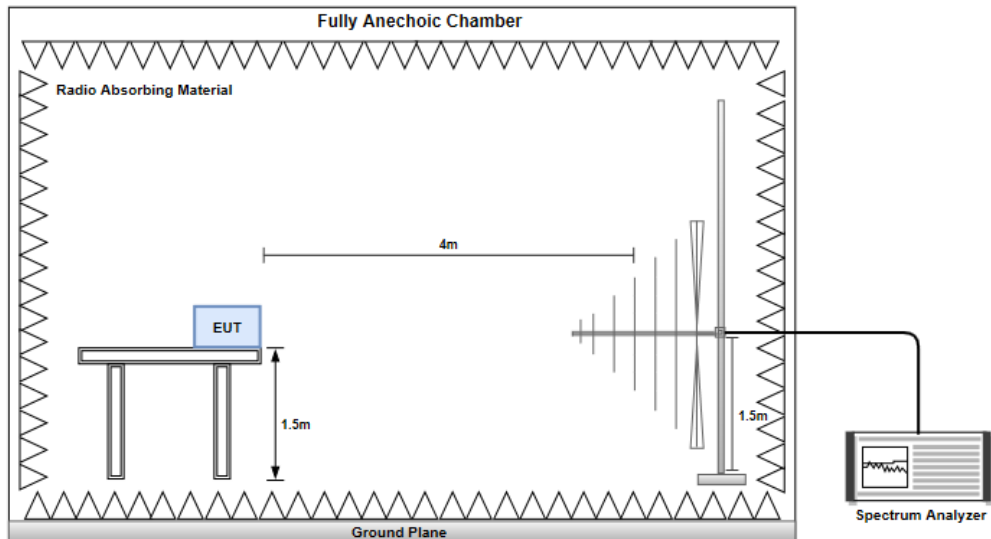 Fully Anechoic Chamber
Radio Absorbing Material
4m
EUT
1.5m
1.5m
Spectrum Analyzer
Ground Plane